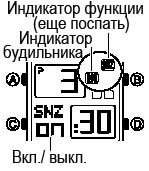 Индикатор функции
(еще поспать)
Индикатор
будильника
P
3
A
B
SNZ
on
:30
C
D
Вкл./ выкл.